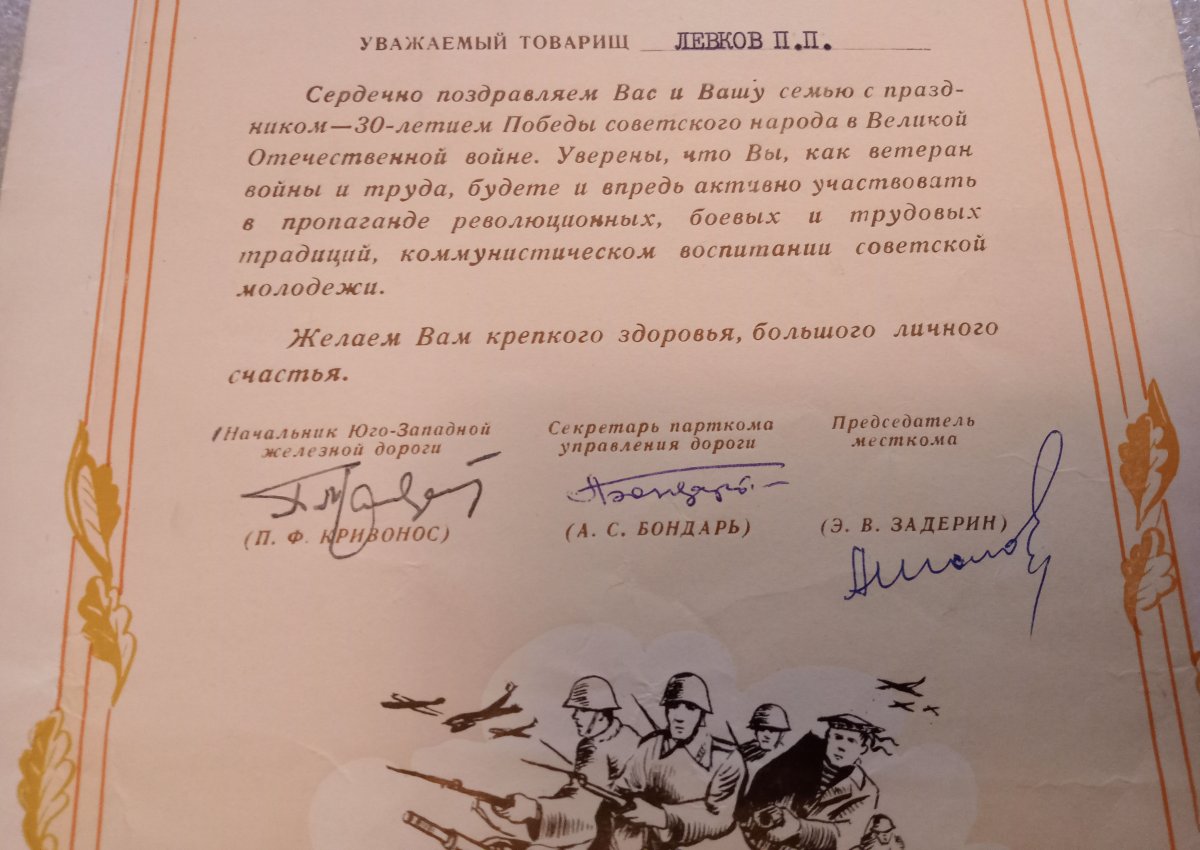 УВАЖАЕМЫЙ ТОВАРИЩ ЛЕВКОВ П.П.
Сердечно поздравляем Вас и Вашу семью с празд-
ником—30-летием Победы советского народа в Великой
Отечественной войне. Уверены, что Вы, как ветеран
войны и труда, будете и впредь активно участвовать
в пропаганде революционных, боевых и трудовых
традиций, коммунистическом воспитании советской
молодежи.
Желаем Вам крепкого здоровья, большого личного
счастья.
Начальник Юго-Западной
железной дороги
(П. Ф. КРИВОНОС)
Секретарь парткома
управления дороги
(А. С. БОНДАРЬ)
Председатель
месткома
(Э. В. ЗАДЕРИН)